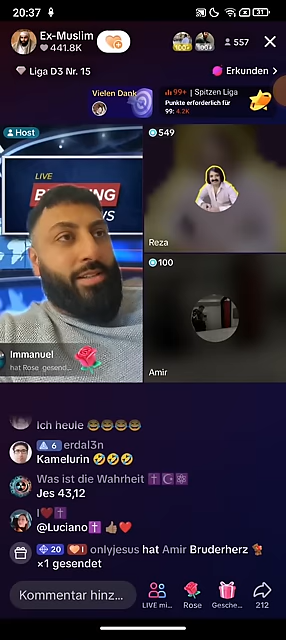 20:37
31
Ex-Muslim
441.8K
100+
100+
557
Liga D3 Nr. 15
Erkunden >
Vielen Dank
99+ | Spitzen Liga
Punkte erforderlich für
99: 4.2K
Host
549
LIVE
Reza
100
Immanuel
hat Rose gesend...
Amir
Ich heule 😂😂😂😂
6 erdal3n
Kamelurin 🤣🤣🤣
Was ist die Wahrheit ✝️☪️✡️
Jes 43,12
I❤️✝️
@Luciano✝️ 👍🏽❤️
20 I onlyjesus hat Amir Bruderherz
×1 gesendet
Kommentar hinz...
LIVE mi...
Rose
Gesche...
212